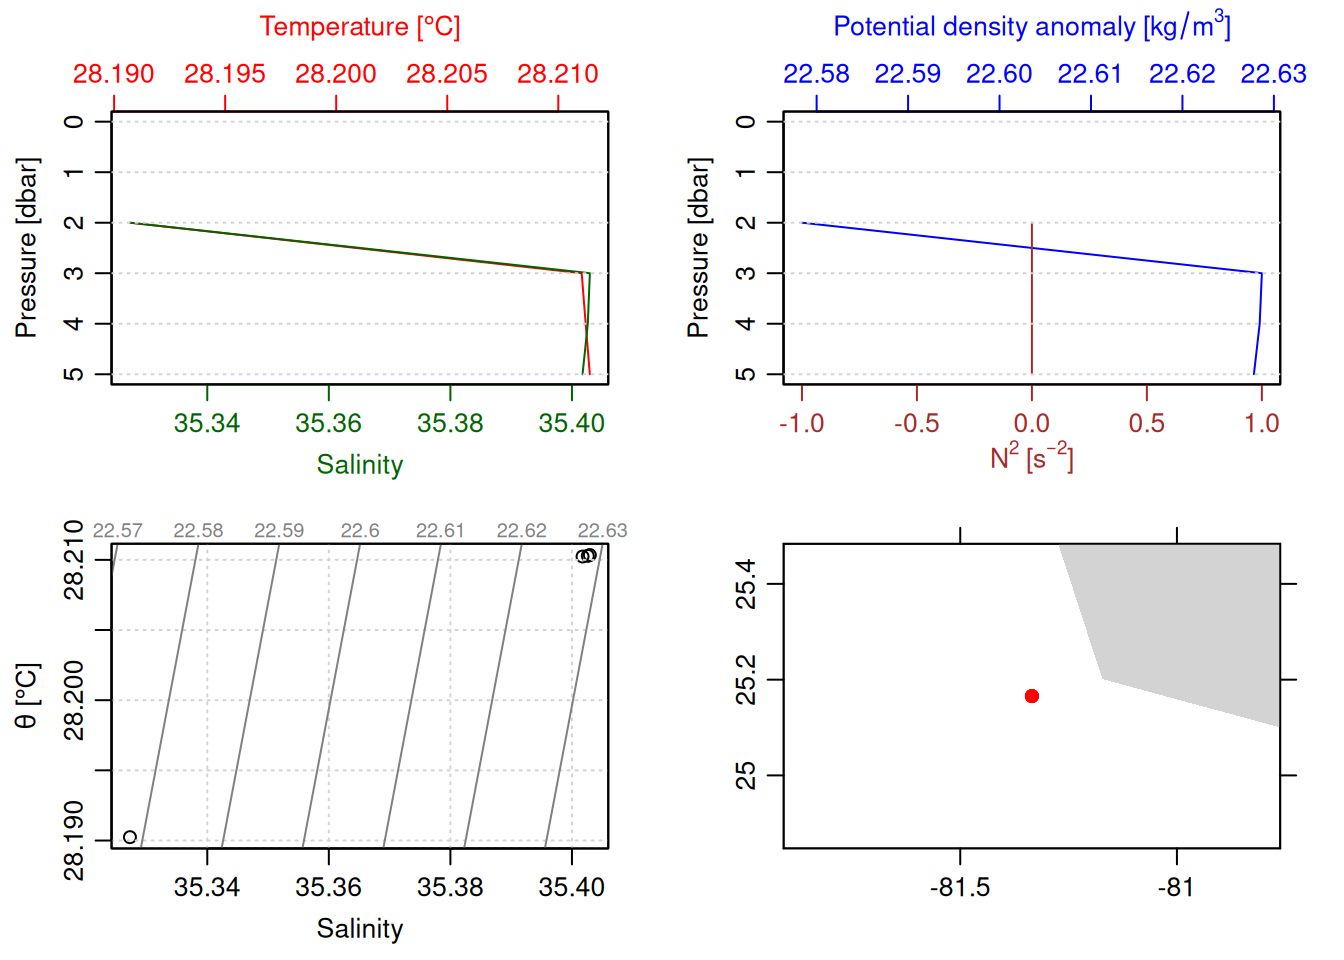 Temperature [°C]
28.190 28.195 28.200 28.205 28.210
Pressure [dbar]
0
1
2
3
4
5
35.34 35.36 35.38 35.40
Salinity
Potential density anomaly [kg/m³]
22.58 22.59 22.60 22.61 22.62 22.63
Pressure [dbar]
0
1
2
3
4
5
-1.0 -0.5 0.0 0.5 1.0
N² [s⁻²]
22.57 22.58 22.59 22.6 22.61 22.62 22.63
θ [°C]
28.210
28.200
28.190
35.34 35.36 35.38 35.40
Salinity
25.4
25.2
25
-81.5 -81